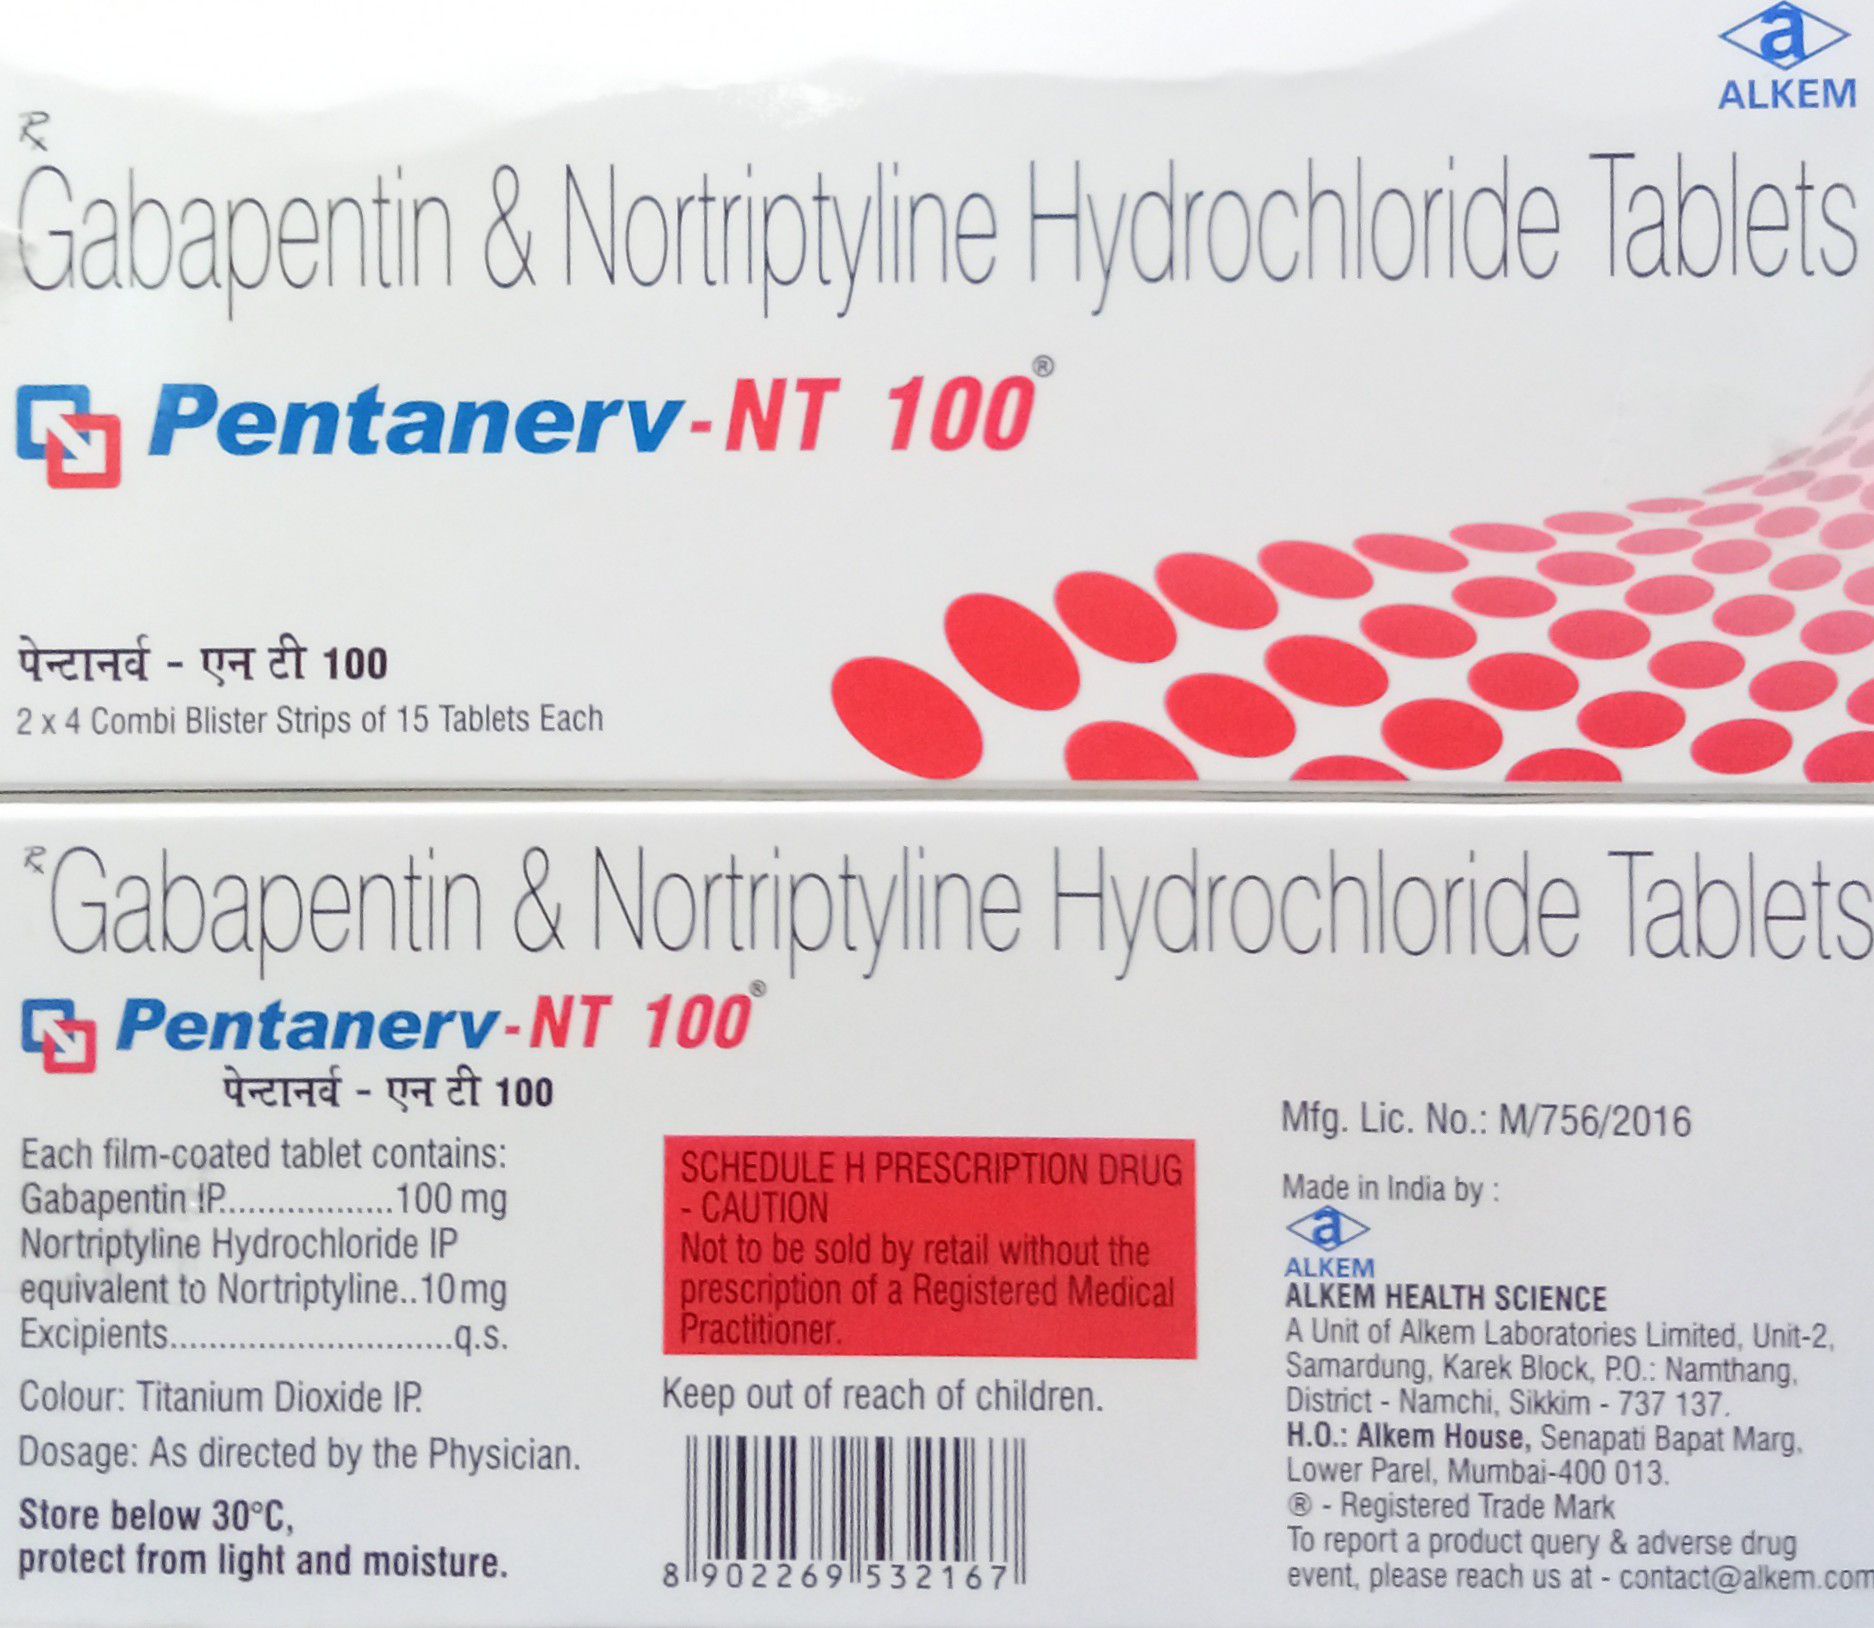 a
ALKEM
Rx
Gabapentin & Nortriptyline Hydrochloride Tablets
Pentanerv-NT 100®
पेन्टानर्व - एन टी 100
2 x 4 Combi Blister Strips of 15 Tablets Each
Rx Gabapentin & Nortriptyline Hydrochloride Tablets
Pentanerv-NT 100®
पेन्टानर्व - एन टी 100
Each film-coated tablet contains:
Gabapentin IP..................100 mg
Nortriptyline Hydrochloride IP
equivalent to Nortriptyline..10mg
Excipients.............................q.s.
Colour: Titanium Dioxide IP.
Dosage: As directed by the Physician.
Store below 30°C,
protect from light and moisture.
SCHEDULE H PRESCRIPTION DRUG
- CAUTION
Not to be sold by retail without the
prescription of a Registered Medical
Practitioner.
Keep out of reach of children.
8 902269 532167
Mfg. Lic. No.: M/756/2016
Made in India by :
a
ALKEM
ALKEM HEALTH SCIENCE
A Unit of Alkem Laboratories Limited, Unit-2,
Samardung, Karek Block, P.O.: Namthang,
District - Namchi, Sikkim - 737 137.
H.O.: Alkem House, Senapati Bapat Marg,
Lower Parel, Mumbai-400 013.
® - Registered Trade Mark
To report a product query & adverse drug
event, please reach us at - contact@alkem.com